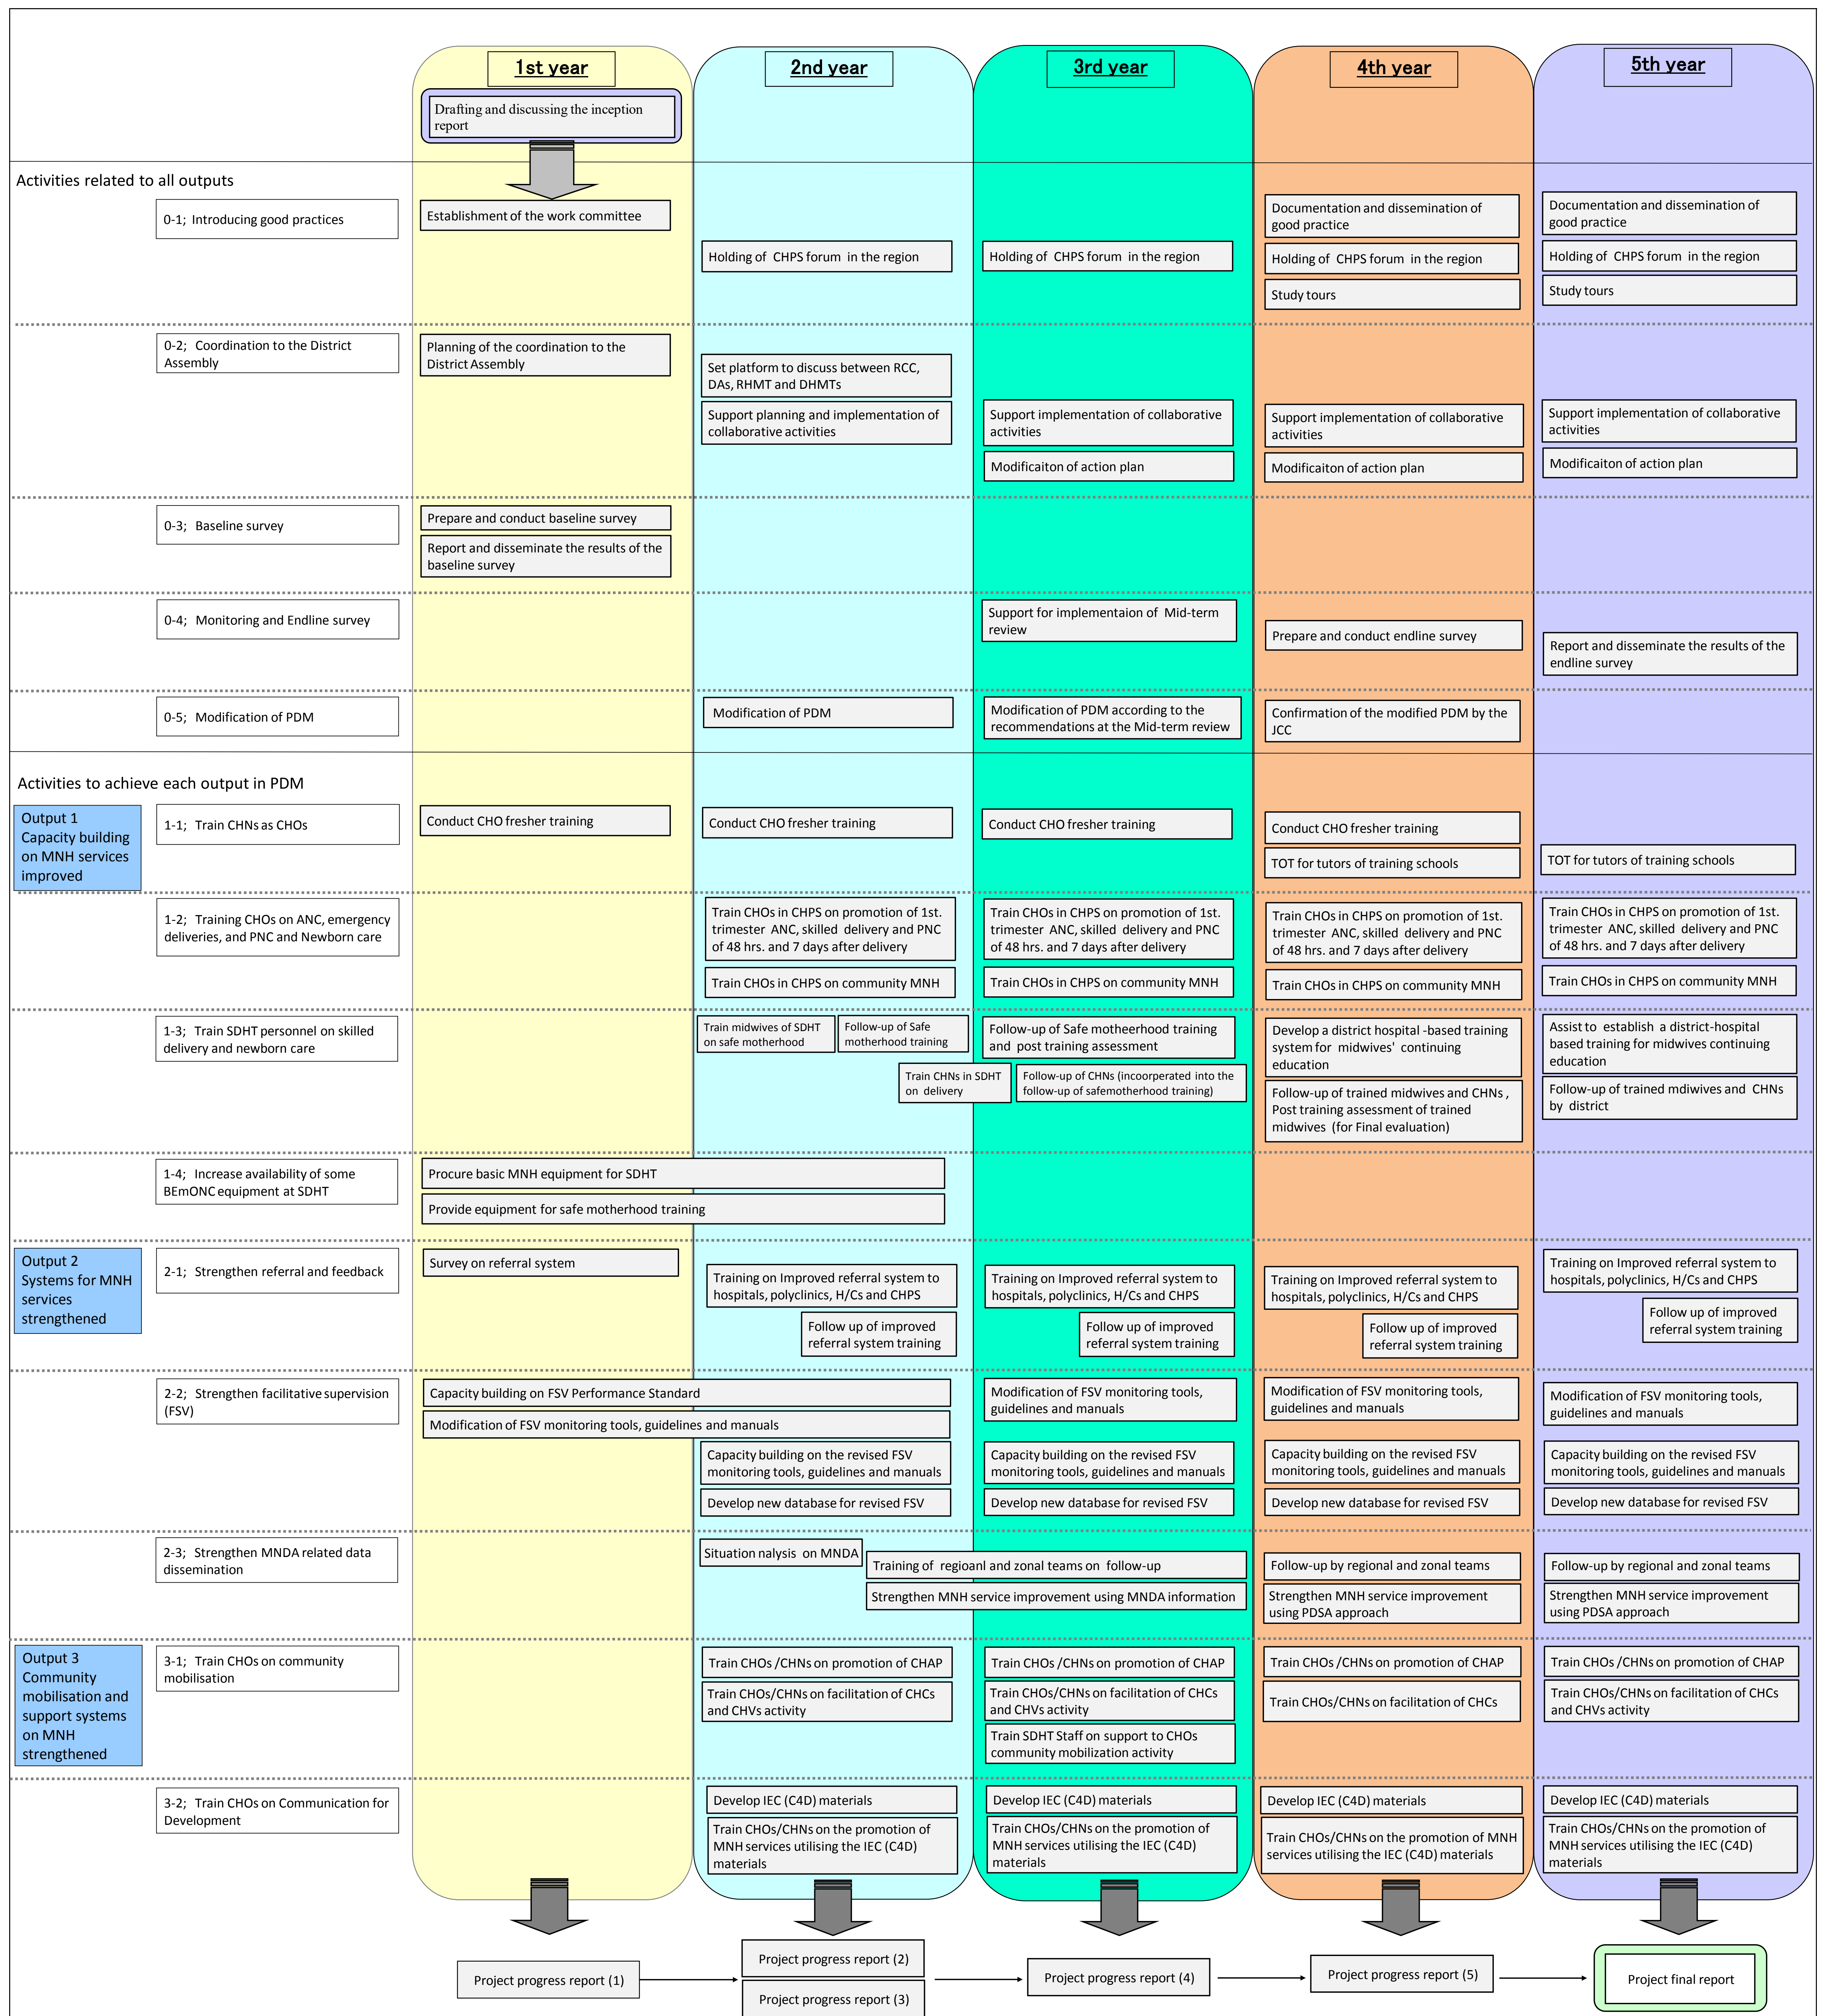 1st year
2nd year
3rd year
4th year
5th year
Drafting and discussing the inception
report
Activities related to all outputs
0-1; Introducing good practices
Establishment of the work committee
Holding of CHPS forum in the region
Holding of CHPS forum in the region
Documentation and dissemination of
good practice
Holding of CHPS forum in the region
Study tours
Documentation and dissemination of
good practice
Holding of CHPS forum in the region
Study tours
0-2; Coordination to the District
Assembly
Planning of the coordination to the
District Assembly
Set platform to discuss between RCC,
DAs, RHMT and DHMTs
Support planning and implementation of
collaborative activities
Support implementation of collaborative
activities
Modificaiton of action plan
Support implementation of collaborative
activities
Modificaiton of action plan
Support implementation of collaborative
activities
Modificaiton of action plan
0-3; Baseline survey
Prepare and conduct baseline survey
Report and disseminate the results of the
baseline survey
0-4; Monitoring and Endline survey
Support for implementaion of Mid-term
review
Prepare and conduct endline survey
Report and disseminate the results of the
endline survey
0-5; Modification of PDM
Modification of PDM
Modification of PDM according to the
recommendations at the Mid-term review
Confirmation of the modified PDM by the
JCC
Activities to achieve each output in PDM
Output 1
Capacity building
on MNH services
improved
1-1; Train CHNs as CHOs
Conduct CHO fresher training
Conduct CHO fresher training
Conduct CHO fresher training
Conduct CHO fresher training
TOT for tutors of training schools
TOT for tutors of training schools
1-2; Training CHOs on ANC, emergency
deliveries, and PNC and Newborn care
Train CHOs in CHPS on promotion of 1st.
trimester ANC, skilled delivery and PNC
of 48 hrs. and 7 days after delivery
Train CHOs in CHPS on community MNH
Train CHOs in CHPS on promotion of 1st.
trimester ANC, skilled delivery and PNC
of 48 hrs. and 7 days after delivery
Train CHOs in CHPS on community MNH
Train CHOs in CHPS on promotion of 1st.
trimester ANC, skilled delivery and PNC
of 48 hrs. and 7 days after delivery
Train CHOs in CHPS on community MNH
Train CHOs in CHPS on promotion of 1st.
trimester ANC, skilled delivery and PNC
of 48 hrs. and 7 days after delivery
Train CHOs in CHPS on community MNH
1-3; Train SDHT personnel on skilled
delivery and newborn care
Train midwives of SDHT
on safe motherhood
Follow-up of Safe
motherhood training
Train CHNs in SDHT
on delivery
Follow-up of Safe motheerhood training
and post training assessment
Follow-up of CHNs (incoorperated into the
follow-up of safemotherhood training)
Develop a district hospital -based training
system for midwives' continuing
education
Follow-up of trained midwives and CHNs ,
Post training assessment of trained
midwives (for Final evaluation)
Assist to establish a district-hospital
based training for midwives continuing
education
Follow-up of trained mdiwives and CHNs
by district
1-4; Increase availability of some
BEmONC equipment at SDHT
Procure basic MNH equipment for SDHT
Provide equipment for safe motherhood training
Output 2
Systems for MNH
services
strengthened
2-1; Strengthen referral and feedback
Survey on referral system
Training on Improved referral system to
hospitals, polyclinics, H/Cs and CHPS
Follow up of improved
referral system training
Training on Improved referral system to
hospitals, polyclinics, H/Cs and CHPS
Follow up of improved
referral system training
Training on Improved referral system to
hospitals, polyclinics, H/Cs and CHPS
Follow up of improved
referral system training
Training on Improved referral system to
hospitals, polyclinics, H/Cs and CHPS
Follow up of improved
referral system training
2-2; Strengthen facilitative supervision
(FSV)
Capacity building on FSV Performance Standard
Modification of FSV monitoring tools, guidelines and manuals
Capacity building on the revised FSV
monitoring tools, guidelines and manuals
Develop new database for revised FSV
Modification of FSV monitoring tools,
guidelines and manuals
Capacity building on the revised FSV
monitoring tools, guidelines and manuals
Develop new database for revised FSV
Modification of FSV monitoring tools,
guidelines and manuals
Capacity building on the revised FSV
monitoring tools, guidelines and manuals
Develop new database for revised FSV
Modification of FSV monitoring tools,
guidelines and manuals
Capacity building on the revised FSV
monitoring tools, guidelines and manuals
Develop new database for revised FSV
2-3; Strengthen MNDA related data
dissemination
Situation nalysis on MNDA
Training of regioanl and zonal teams on follow-up
Strengthen MNH service improvement using MNDA information
Follow-up by regional and zonal teams
Strengthen MNH service improvement
using PDSA approach
Follow-up by regional and zonal teams
Strengthen MNH service improvement
using PDSA approach
Output 3
Community
mobilisation and
support systems
on MNH
strengthened
3-1; Train CHOs on community
mobilisation
Train CHOs /CHNs on promotion of CHAP
Train CHOs/CHNs on facilitation of CHCs
and CHVs activity
Train CHOs /CHNs on promotion of CHAP
Train CHOs/CHNs on facilitation of CHCs
and CHVs activity
Train SDHT Staff on support to CHOs
community mobilization activity
Train CHOs /CHNs on promotion of CHAP
Train CHOs/CHNs on facilitation of CHCs
Train CHOs /CHNs on promotion of CHAP
Train CHOs/CHNs on facilitation of CHCs
and CHVs activity
3-2; Train CHOs on Communication for
Development
Develop IEC (C4D) materials
Train CHOs/CHNs on the promotion of
MNH services utilising the IEC (C4D)
materials
Develop IEC (C4D) materials
Train CHOs/CHNs on the promotion of
MNH services utilising the IEC (C4D)
materials
Develop IEC (C4D) materials
Train CHOs/CHNs on the promotion of MNH
services utilising the IEC (C4D) materials
Develop IEC (C4D) materials
Train CHOs/CHNs on the promotion of
MNH services utilising the IEC (C4D)
materials
Project progress report (1)
Project progress report (2)
Project progress report (3)
Project progress report (4)
Project progress report (5)
Project final report